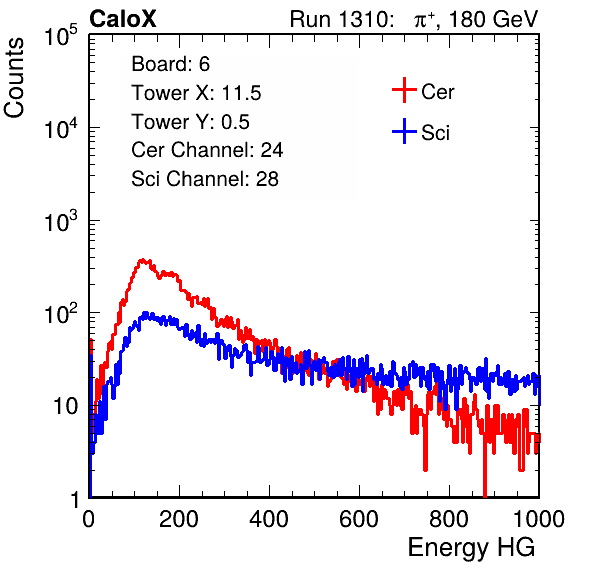 CaloX Run 1310: π⁺, 180 GeV
Counts
Board: 6
Tower X: 11.5
Tower Y: 0.5
Cer Channel: 24
Sci Channel: 28
Cer
Sci
10⁵
10⁴
10³
10²
10
1
0 200 400 600 800 1000
Energy HG